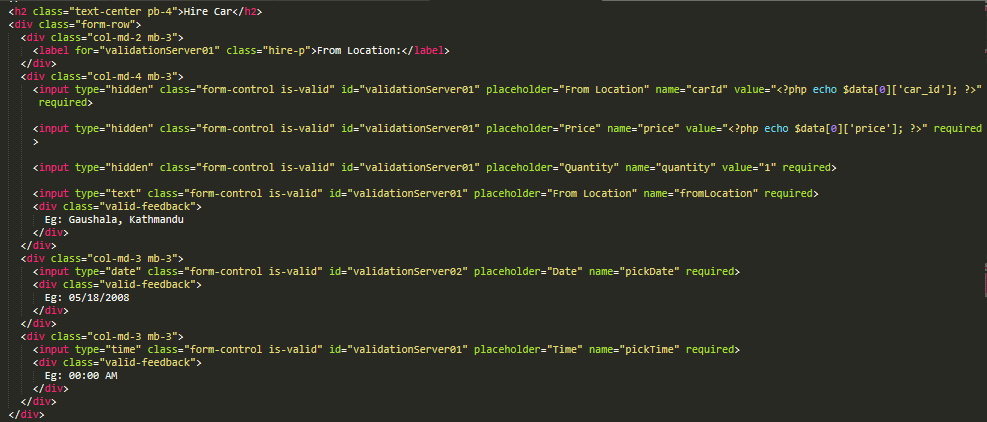 <h2 class="text-center pb-4">Hire Car</h2>
<div class="form-row">
<div class="col-md-2 mb-3">
<label for="validationServer01" class="hire-p">From Location:</label>
</div>
<div class="col-md-4 mb-3">
<input type="hidden" class="form-control is-valid" id="validationServer01" placeholder="From Location" name="carId" value="<?php echo $data[0]['car_id']; ?>"
required>
<input type="hidden" class="form-control is-valid" id="validationServer01" placeholder="Price" name="price" value="<?php echo $data[0]['price']; ?>" required
>
<input type="hidden" class="form-control is-valid" id="validationServer01" placeholder="Quantity" name="quantity" value="1" required>
<input type="text" class="form-control is-valid" id="validationServer01" placeholder="From Location" name="fromLocation" required>
<div class="valid-feedback">
Eg: Gaushala, Kathmandu
</div>
</div>
<div class="col-md-3 mb-3">
<input type="date" class="form-control is-valid" id="validationServer02" placeholder="Date" name="pickDate" required>
<div class="valid-feedback">
Eg: 05/18/2008
</div>
</div>
<div class="col-md-3 mb-3">
<input type="time" class="form-control is-valid" id="validationServer01" placeholder="Time" name="pickTime" required>
<div class="valid-feedback">
Eg: 00:00 AM
</div>
</div>
</div>